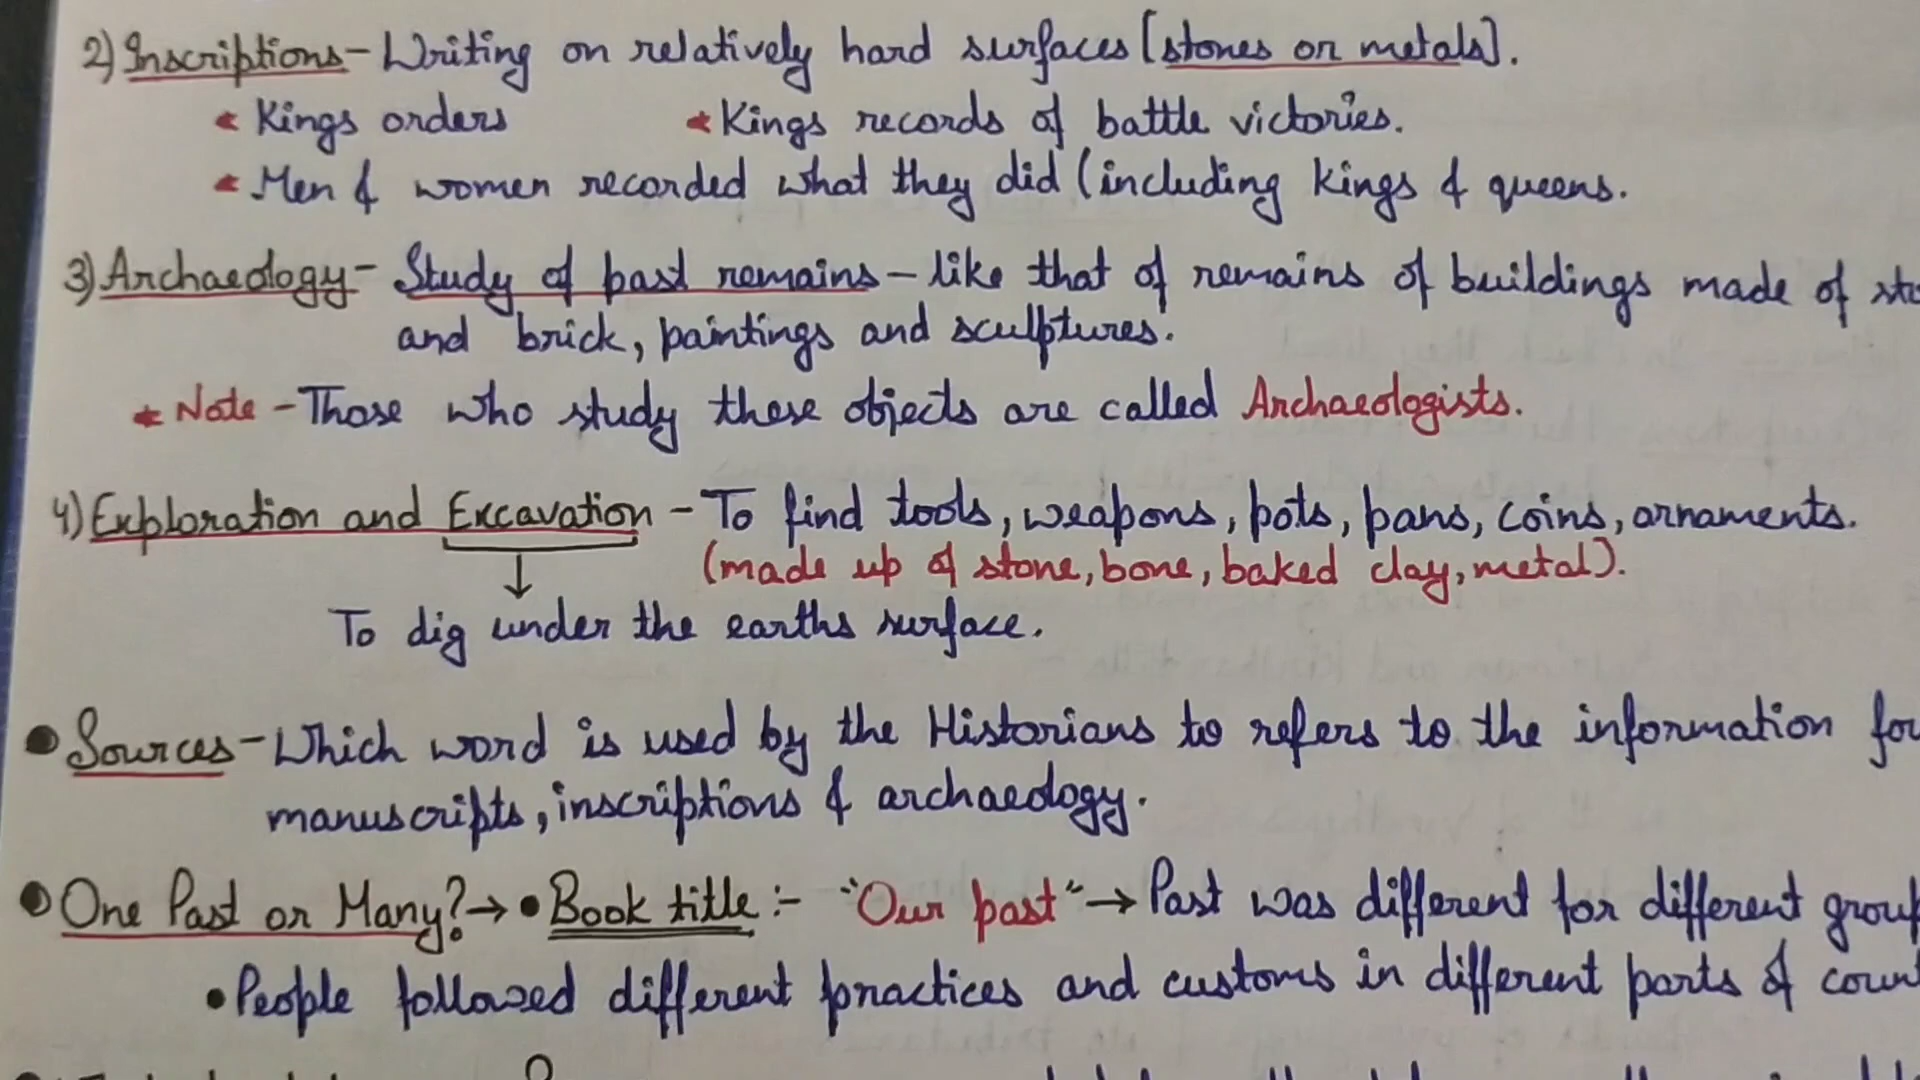 2) Inscriptions - Writing on relatively hard surfaces [stones or metals].
Kings orders Kings records of battle victories.
Men & women recorded what they did (including kings & queens.
3) Archaeology - Study of past remains - like that of remains of buildings made of sto
and brick, paintings and sculptures.
Note - Those who study these objects are called Archaeologists.
4) Exploration and Excavation - To find tools, weapons, pots, pans, coins, ornaments.
(made up of stone, bone, baked clay, metal).
↓
To dig under the earths surface.
● Sources - Which word is used by the Historians to refers to the information fou
manuscripts, inscriptions & archaeology.
● One Past or Many? → • Book title :- "Our past" → Past was different for different group
• People followed different practices and customs in different parts of coun